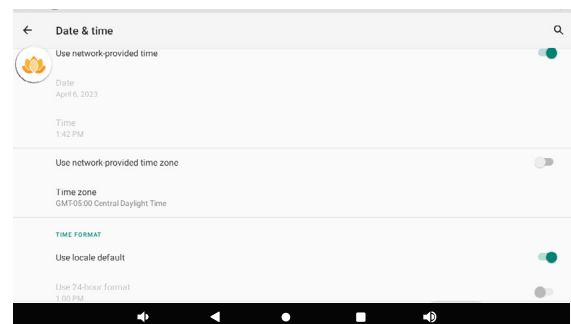 Date & time
Use network-provided time
Date
April 6, 2023
Time
1:42 PM
Use network-provided time zone
Time zone
GMT-05:00 Central Daylight Time
TIME FORMAT
Use locale default
Use 24-hour format
1:00 PM